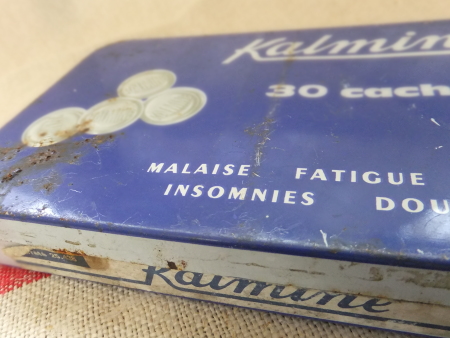 Kalmine
30 cach
MALAISE FATIGUE
INSOMNIES DOU
Kalmine